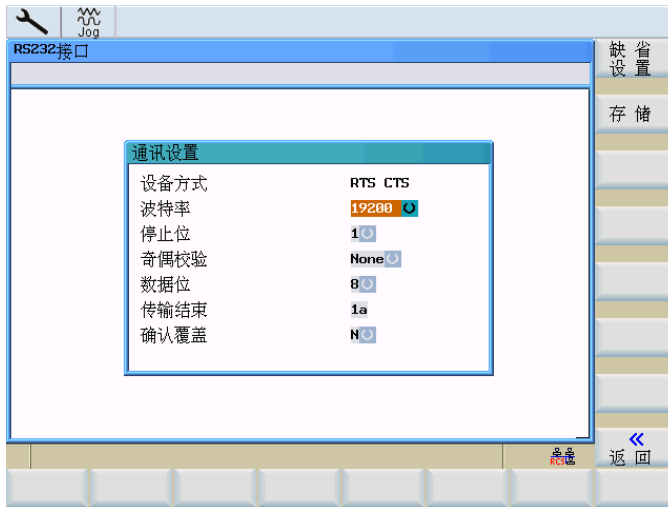 Jog
RS232接口
缺省
设置
存储
通讯设置
设备方式 RTS CTS
波特率 19200
停止位 1
奇偶校验 None
数据位 8
传输结束 1a
确认覆盖 N
RCS
返回